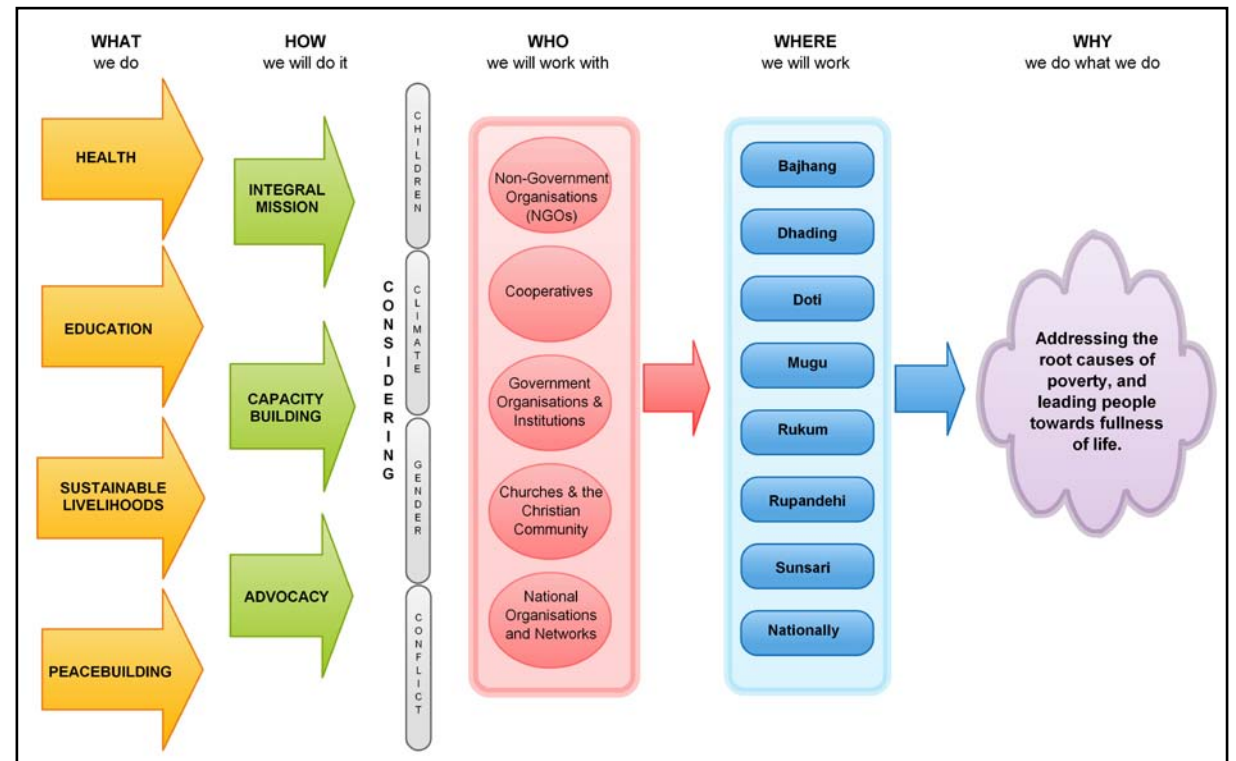 WHAT
we do
HEALTH
EDUCATION
SUSTAINABLE
LIVELIHOODS
PEACEBUILDING
HOW
we will do it
INTEGRAL
MISSION
CAPACITY
BUILDING
ADVOCACY
CONSIDERING
CHILDREN
CLIMATE
GENDER
CONFLICT
WHO
we will work with
Non-Government
Organisations
(NGOs)
Cooperatives
Government
Organisations &
Institutions
Churches & the
Christian
Community
National
Organisations
and Networks
WHERE
we will work
Bajhang
Dhading
Doti
Mugu
Rukum
Rupandehi
Sunsari
Nationally
WHY
we do what we do
Addressing the
root causes of
poverty, and
leading people
towards fullness
of life.